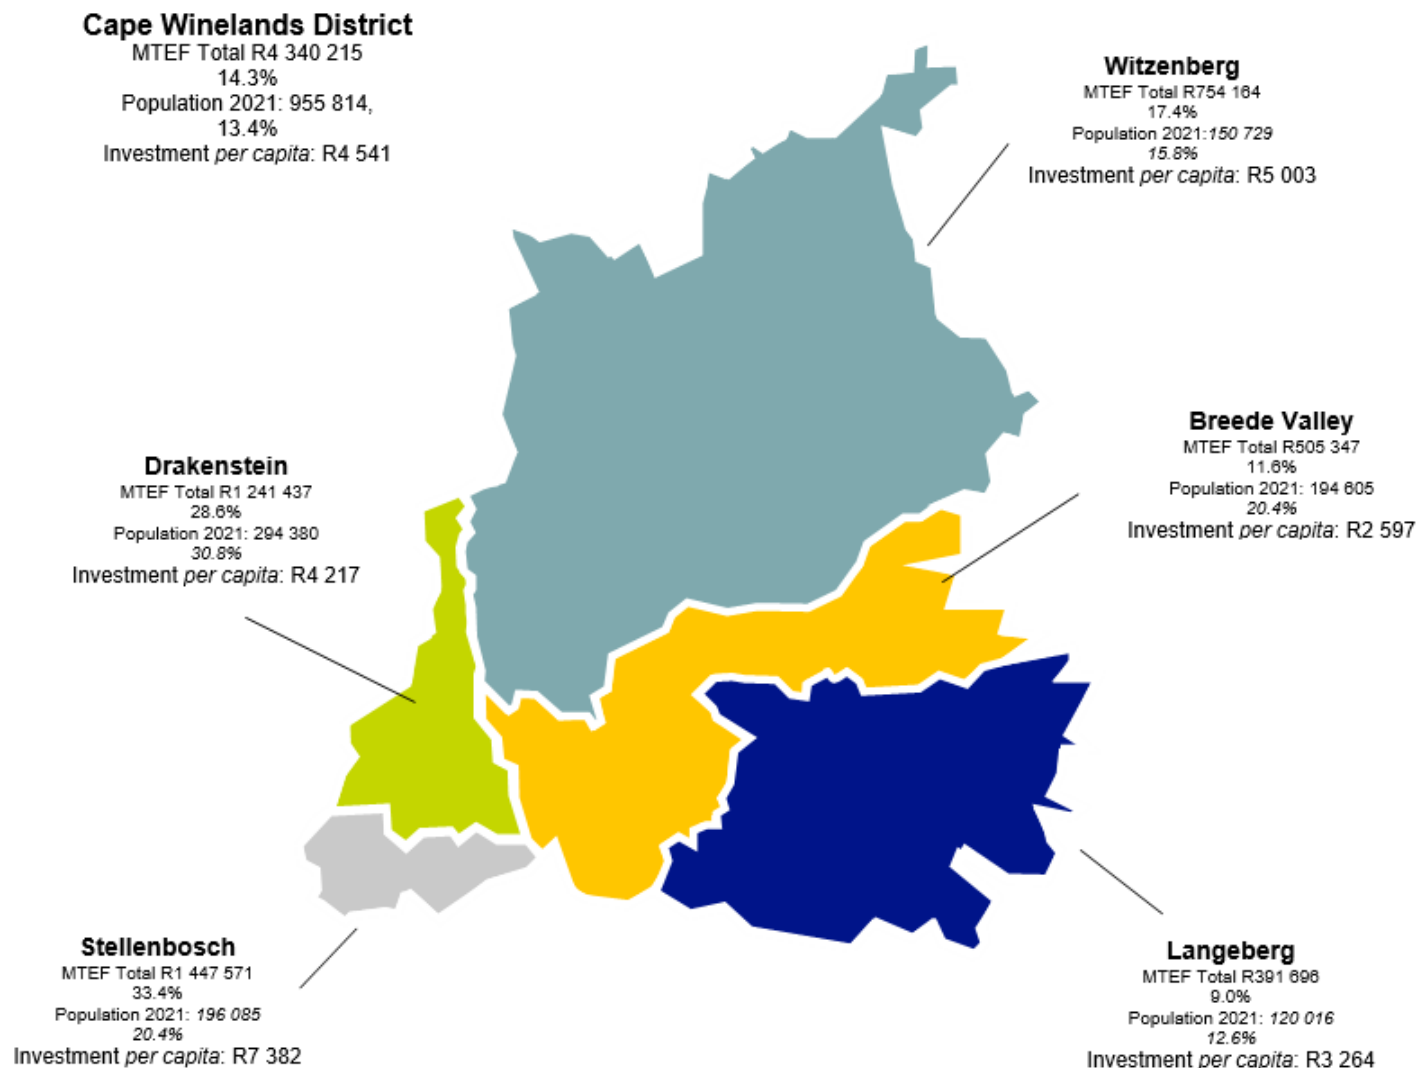 Cape Winelands District
MTEF Total R4 340 215
14.3%
Population 2021: 955 814,
13.4%
Investment per capita: R4 541
Witzenberg
MTEF Total R754 164
17.4%
Population 2021:150 729
15.8%
Investment per capita: R5 003
Breede Valley
MTEF Total R505 347
11.6%
Population 2021: 194 605
20.4%
Investment per capita: R2 597
Drakenstein
MTEF Total R1 241 437
28.6%
Population 2021: 294 380
30.8%
Investment per capita: R4 217
Stellenbosch
MTEF Total R1 447 571
33.4%
Population 2021: 196 085
20.4%
Investment per capita: R7 382
Langeberg
MTEF Total R391 696
9.0%
Population 2021: 120 016
12.6%
Investment per capita: R3 264